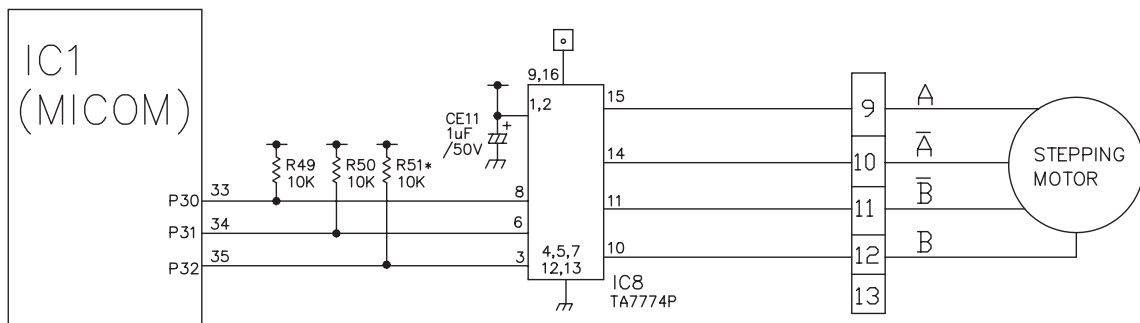 IC1
(MICOM)
P30
33
P31
34
P32
35
R49
10K
R50
10K
R51*
10K
CE11
1uF
/50V
+
9,16
1,2
8
6
3
4,5,7
12,13
15
14
11
10
IC8
TA7774P
9
10
11
12
13
A
A̅
B̅
B
STEPPING
MOTOR